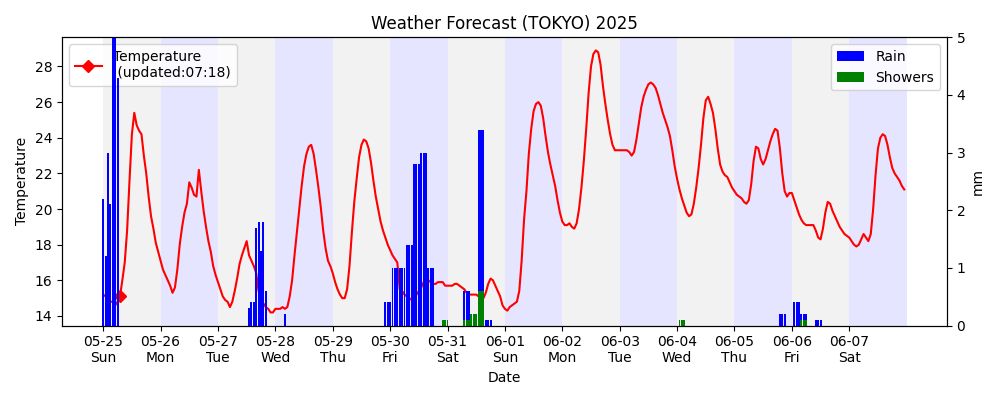 Weather Forecast (TOKYO) 2025
Temperature
(updated:07:18)
Rain
Showers
28
26
24
22
20
18
16
14
Temperature
5
4
3
2
1
0
mm
05-25 05-26 05-27 05-28 05-29 05-30 05-31 06-01 06-02 06-03 06-04 06-05 06-06 06-07
Sun Mon Tue Wed Thu Fri Sat Sun Mon Tue Wed Thu Fri Sat
Date